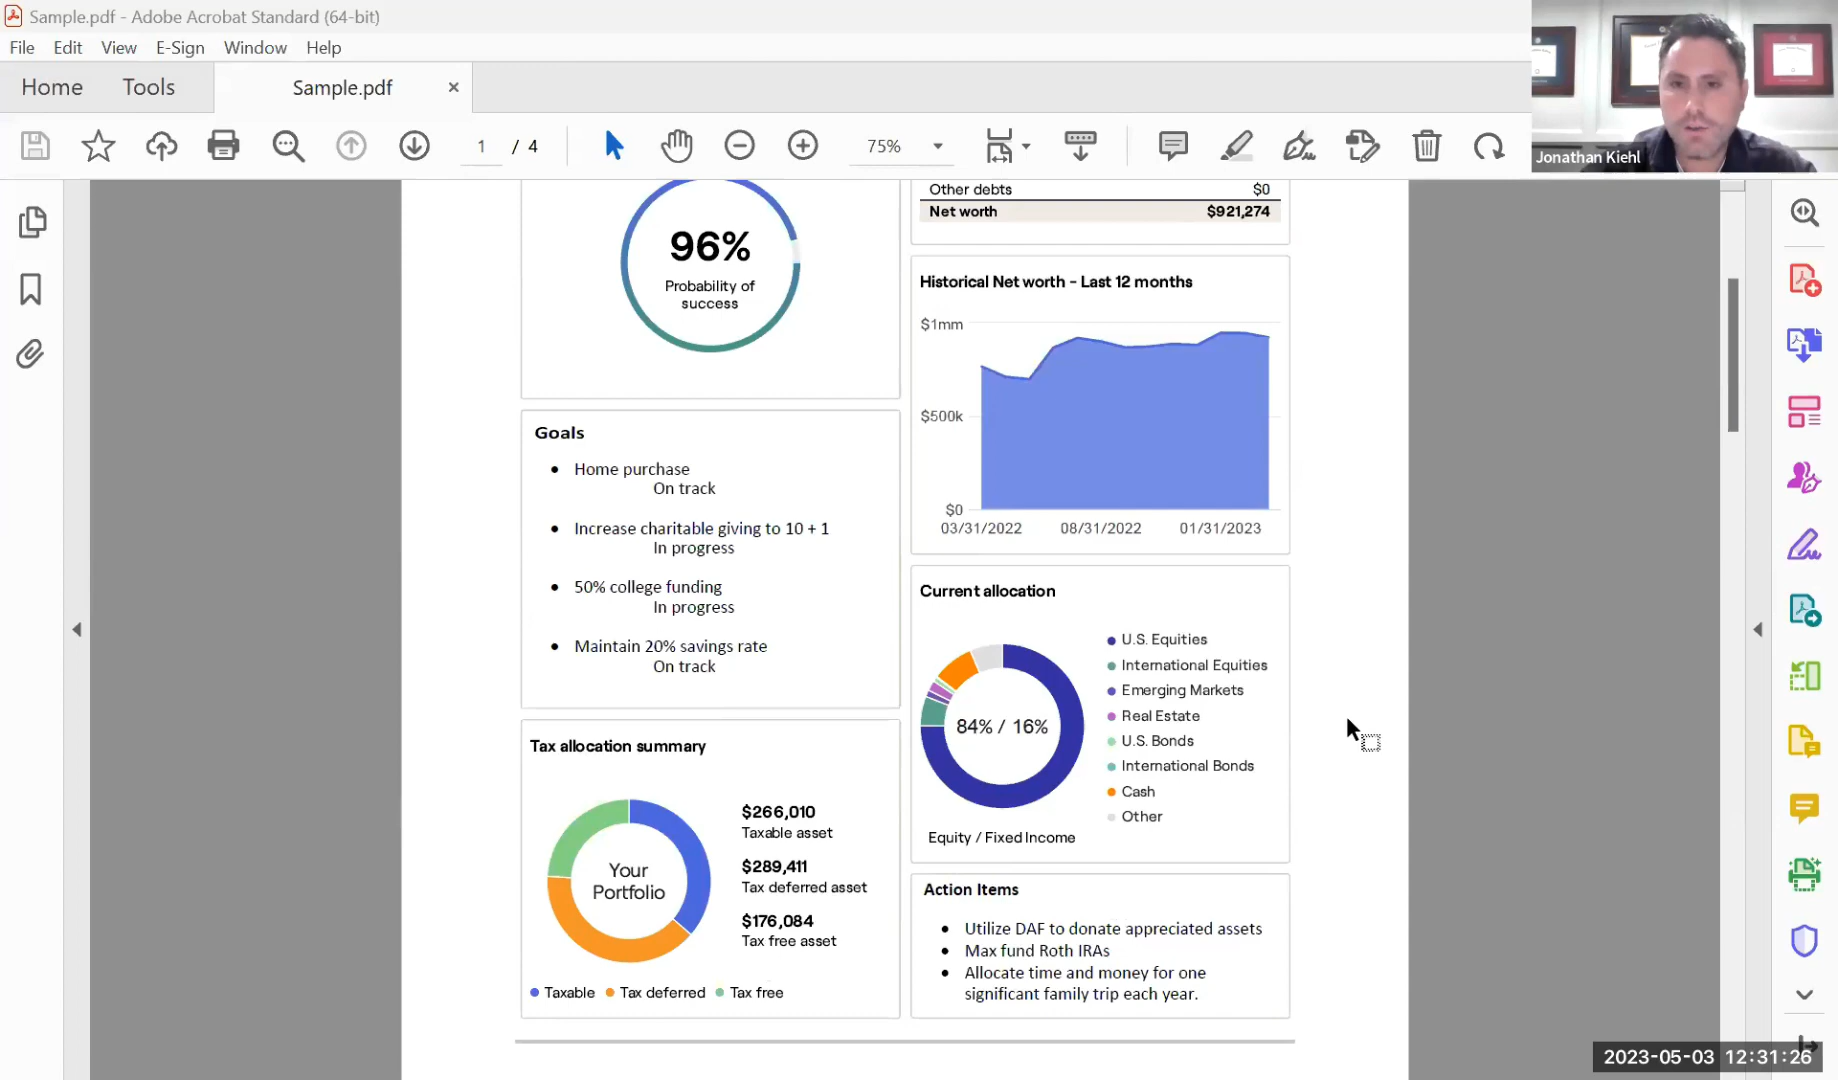 Sample.pdf - Adobe Acrobat Standard (64-bit)
File Edit View E-Sign Window Help
Home Tools Sample.pdf ×
1 / 4 75%
Jonathan Kiehl
96%
Probability of
success
Goals
• Home purchase
On track
• Increase charitable giving to 10 + 1
In progress
• 50% college funding
In progress
• Maintain 20% savings rate
On track
Tax allocation summary
Your
Portfolio
$266,010
Taxable asset
$289,411
Tax deferred asset
$176,084
Tax free asset
Taxable Tax deferred Tax free
Other debts $0
Net worth $921,274
Historical Net worth - Last 12 months
$1mm
$500k
$0
03/31/2022 08/31/2022 01/31/2023
Current allocation
84% / 16%
Equity / Fixed Income
U.S. Equities
International Equities
Emerging Markets
Real Estate
U.S. Bonds
International Bonds
Cash
Other
Action Items
• Utilize DAF to donate appreciated assets
• Max fund Roth IRAs
• Allocate time and money for one
significant family trip each year.
2023-05-03 12:31:26